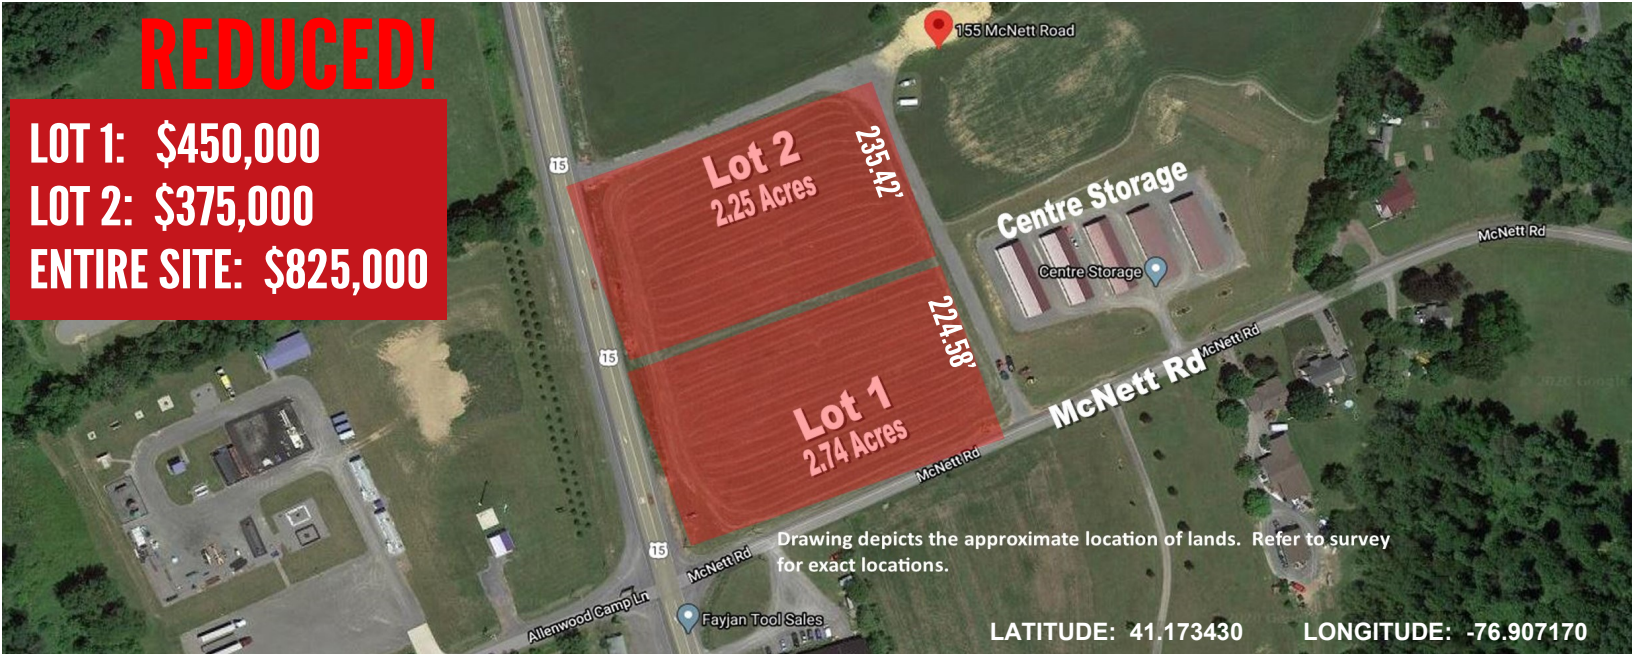 REDUCED!
LOT 1: $450,000
LOT 2: $375,000
ENTIRE SITE: $825,000
155 McNett Road
15
Lot 2
2.25 Acres
235.42'
Centre Storage
Centre Storage
McNett Rd
15
224.58'
McNett Rd
McNett Rd
Lot 1
2.74 Acres
McNett Rd
15
McNett Rd
Allenwood Camp Ln
Fayjan Tool Sales
Drawing depicts the approximate location of lands. Refer to survey
for exact locations.
LATITUDE: 41.173430 LONGITUDE: -76.907170